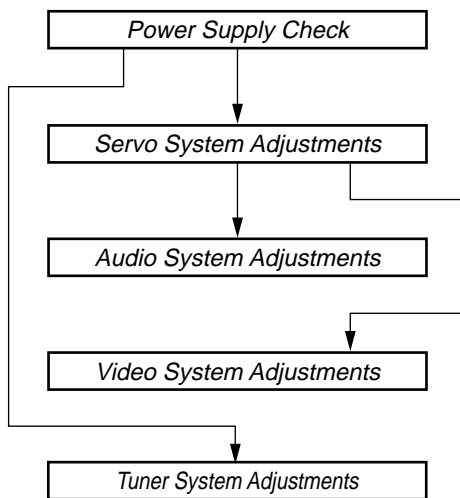 Power Supply Check
Servo System Adjustments
Audio System Adjustments
Video System Adjustments
Tuner System Adjustments